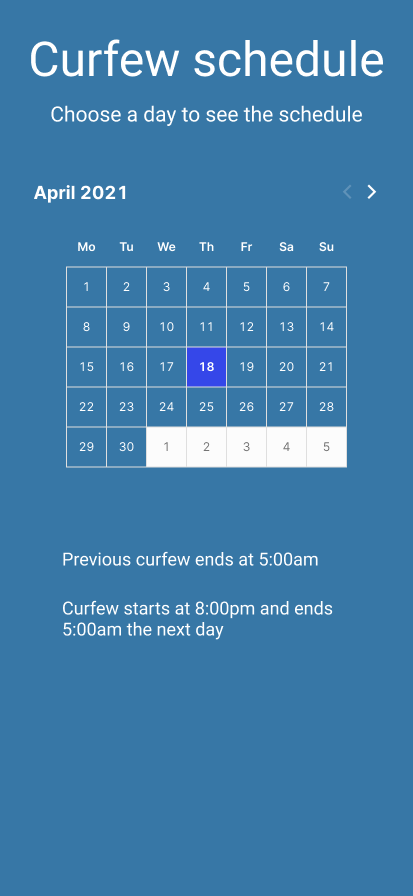 Curfew schedule
Choose a day to see the schedule
April 2021
Mo Tu We Th Fr Sa Su
1 2 3 4 5 6 7
8 9 10 11 12 13 14
15 16 17 18 19 20 21
22 23 24 25 26 27 28
29 30 1 2 3 4 5
Previous curfew ends at 5:00am
Curfew starts at 8:00pm and ends
5:00am the next day